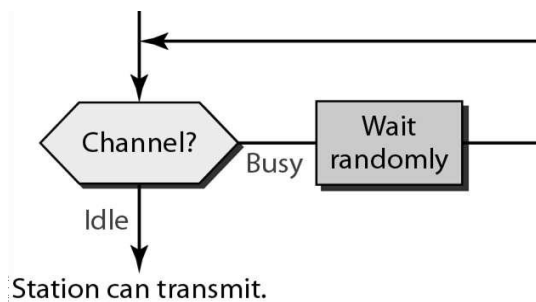 Channel?
Busy
Wait
randomly
Idle
Station can transmit.